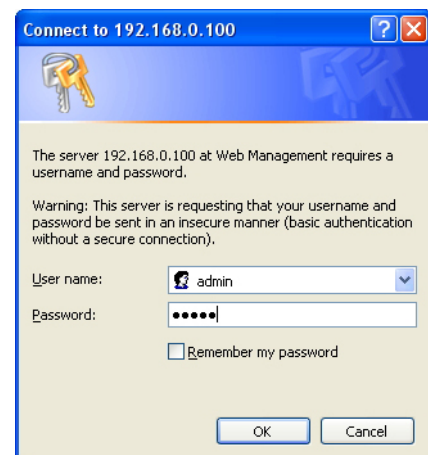 Connect to 192.168.0.100
The server 192.168.0.100 at Web Management requires a
username and password.
Warning: This server is requesting that your username and
password be sent in an insecure manner (basic authentication
without a secure connection).
User name: admin
Password: •••••
Remember my password
OK Cancel